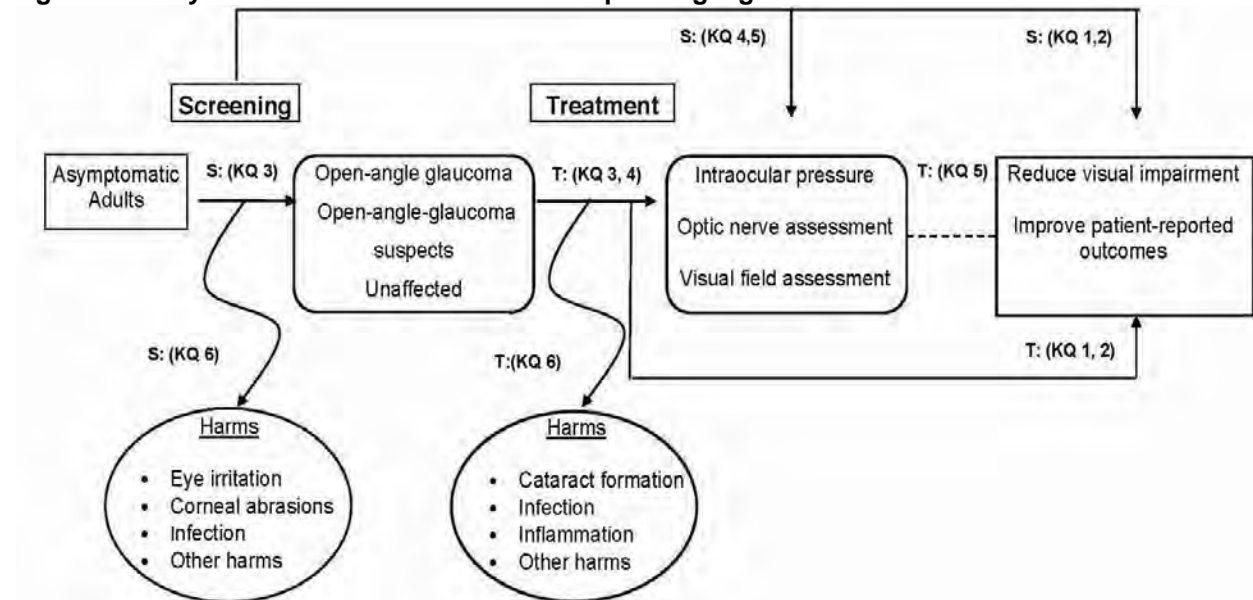 S: (KQ 4,5)
S: (KQ 1,2)
Screening
Treatment
Asymptomatic
Adults
S: (KQ 3)
Open-angle glaucoma
Open-angle-glaucoma
suspects
Unaffected
T: (KQ 3, 4)
Intraocular pressure
Optic nerve assessment
Visual field assessment
T: (KQ 5)
Reduce visual impairment
Improve patient-reported
outcomes
S: (KQ 6)
T:(KQ 6)
T: (KQ 1, 2)
Harms
• Eye irritation
• Corneal abrasions
• Infection
• Other harms
Harms
• Cataract formation
• Infection
• Inflammation
• Other harms